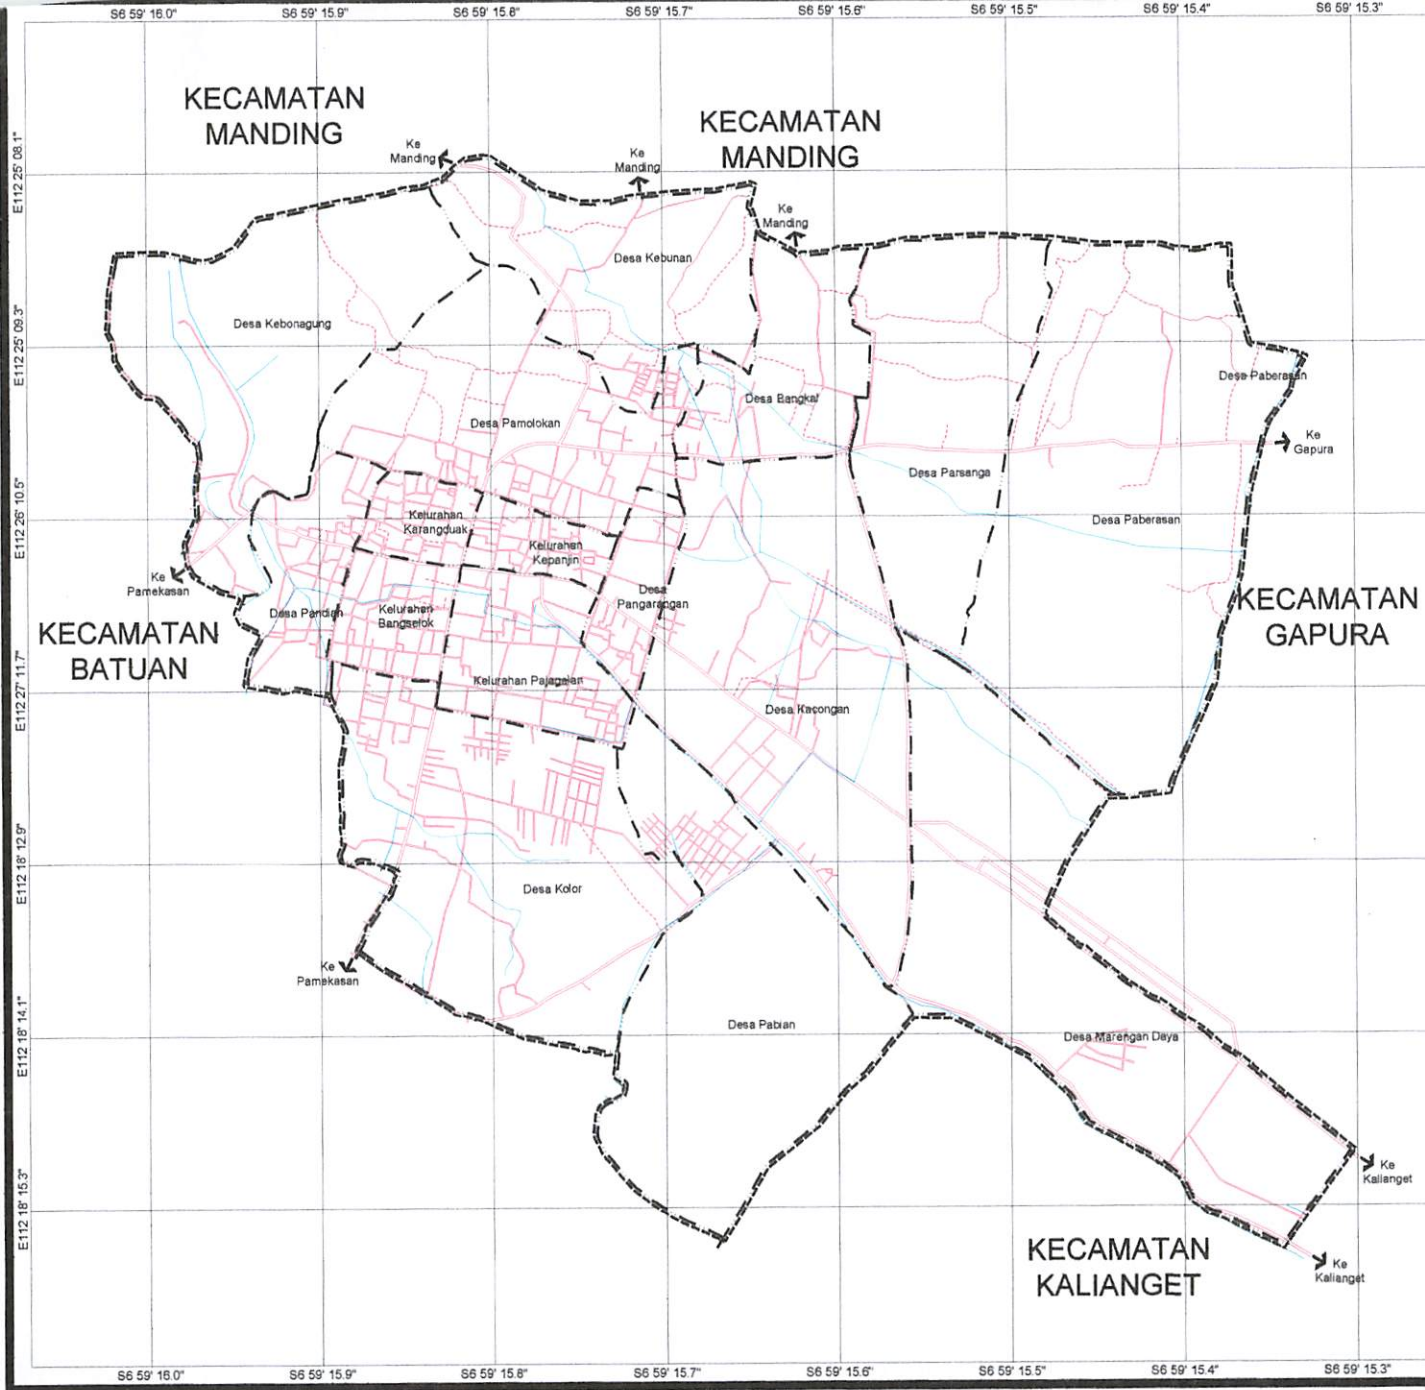 S6 59' 16.0"
S6 59' 15.9"
S6 59' 15.8"
S6 59' 15.7"
S6 59' 15.6"
S6 59' 15.5"
S6 59' 15.4"
S6 59' 15.3"
KECAMATAN
MANDING
KECAMATAN
MANDING
Ke
Manding
Ke
Manding
Ke
Manding
E112 25' 08.1"
Desa Kebunan
Desa Kebonagung
E112 25' 09.3"
Desa Paberasan
Desa Bangkal
Desa Pamolokan
Ke
Gapura
Desa Parsanga
E112 26' 10.5"
Kelurahan
Karangduak
Desa Paberasan
Kelurahan
Kepanjin
Ke
Pamekasan
Desa
Pangarangan
Desa Pandian
Kelurahan
Bangselok
KECAMATAN
GAPURA
KECAMATAN
BATUAN
E112 27' 11.7"
Kelurahan Pajagalan
Desa Kacongan
E112 18' 12.9"
Desa Kolor
Ke
Pamekasan
E112 18' 14.1"
Desa Pabian
Desa Marengan Daya
E112 18' 15.3"
Ke
Kalianget
KECAMATAN
KALIANGET
Ke
Kalianget
S6 59' 16.0"
S6 59' 15.9"
S6 59' 15.8"
S6 59' 15.7"
S6 59' 15.6"
S6 59' 15.5"
S6 59' 15.4"
S6 59' 15.3"